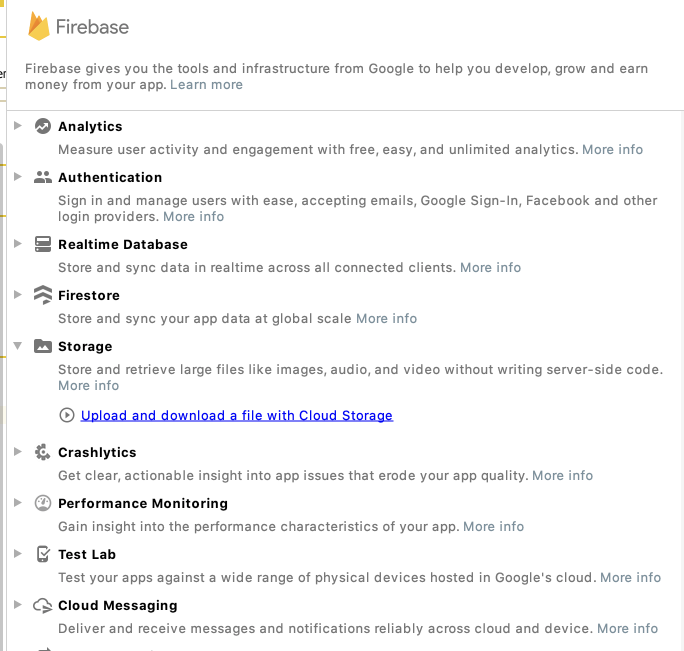 Firebase
er
Firebase gives you the tools and infrastructure from Google to help you develop, grow and earn
money from your app. Learn more
Analytics
Measure user activity and engagement with free, easy, and unlimited analytics. More info
Authentication
Sign in and manage users with ease, accepting emails, Google Sign-In, Facebook and other
login providers. More info
Realtime Database
Store and sync data in realtime across all connected clients. More info
Firestore
Store and sync your app data at global scale More info
Storage
Store and retrieve large files like images, audio, and video without writing server-side code.
More info
Upload and download a file with Cloud Storage
Crashlytics
Get clear, actionable insight into app issues that erode your app quality. More info
Performance Monitoring
Gain insight into the performance characteristics of your app. More info
Test Lab
Test your apps against a wide range of physical devices hosted in Google's cloud. More info
Cloud Messaging
Deliver and receive messages and notifications reliably across cloud and device. More info